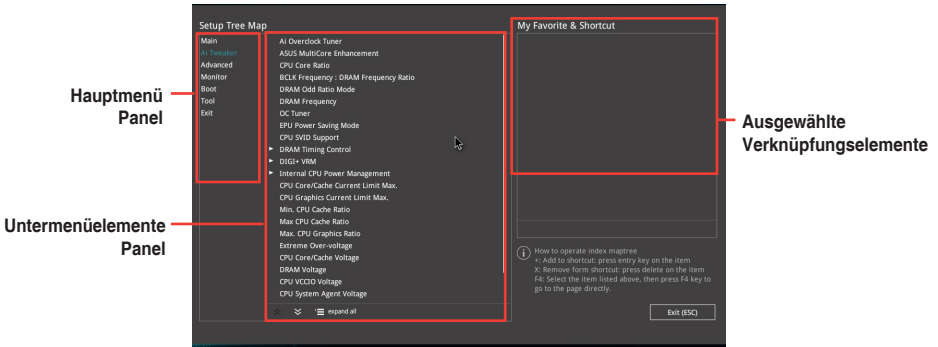 Setup Tree Map
My Favorite & Shortcut
Main
Ai Tweaker
Advanced
Monitor
Boot
Tool
Exit
Ai Overclock Tuner
ASUS MultiCore Enhancement
CPU Core Ratio
BCLK Frequency : DRAM Frequency Ratio
DRAM Odd Ratio Mode
DRAM Frequency
OC Tuner
EPU Power Saving Mode
CPU SVID Support
DRAM Timing Control
DIGI+ VRM
Internal CPU Power Management
CPU Core/Cache Current Limit Max.
CPU Graphics Current Limit Max.
Min. CPU Cache Ratio
Max CPU Cache Ratio
Max. CPU Graphics Ratio
Extreme Over-voltage
CPU Core/Cache Voltage
DRAM Voltage
CPU VCCIO Voltage
CPU System Agent Voltage
expand all
How to operate index maptree
+: Add to shortcut: press entry key on the item
X: Remove form shortcut: press delete on the item
F4: Select the item listed above, then press F4 key to
go to the page directly.
Exit (ESC)
Hauptmenü
Panel
Untermenüelemente
Panel
Ausgewählte
Verknüpfungselemente